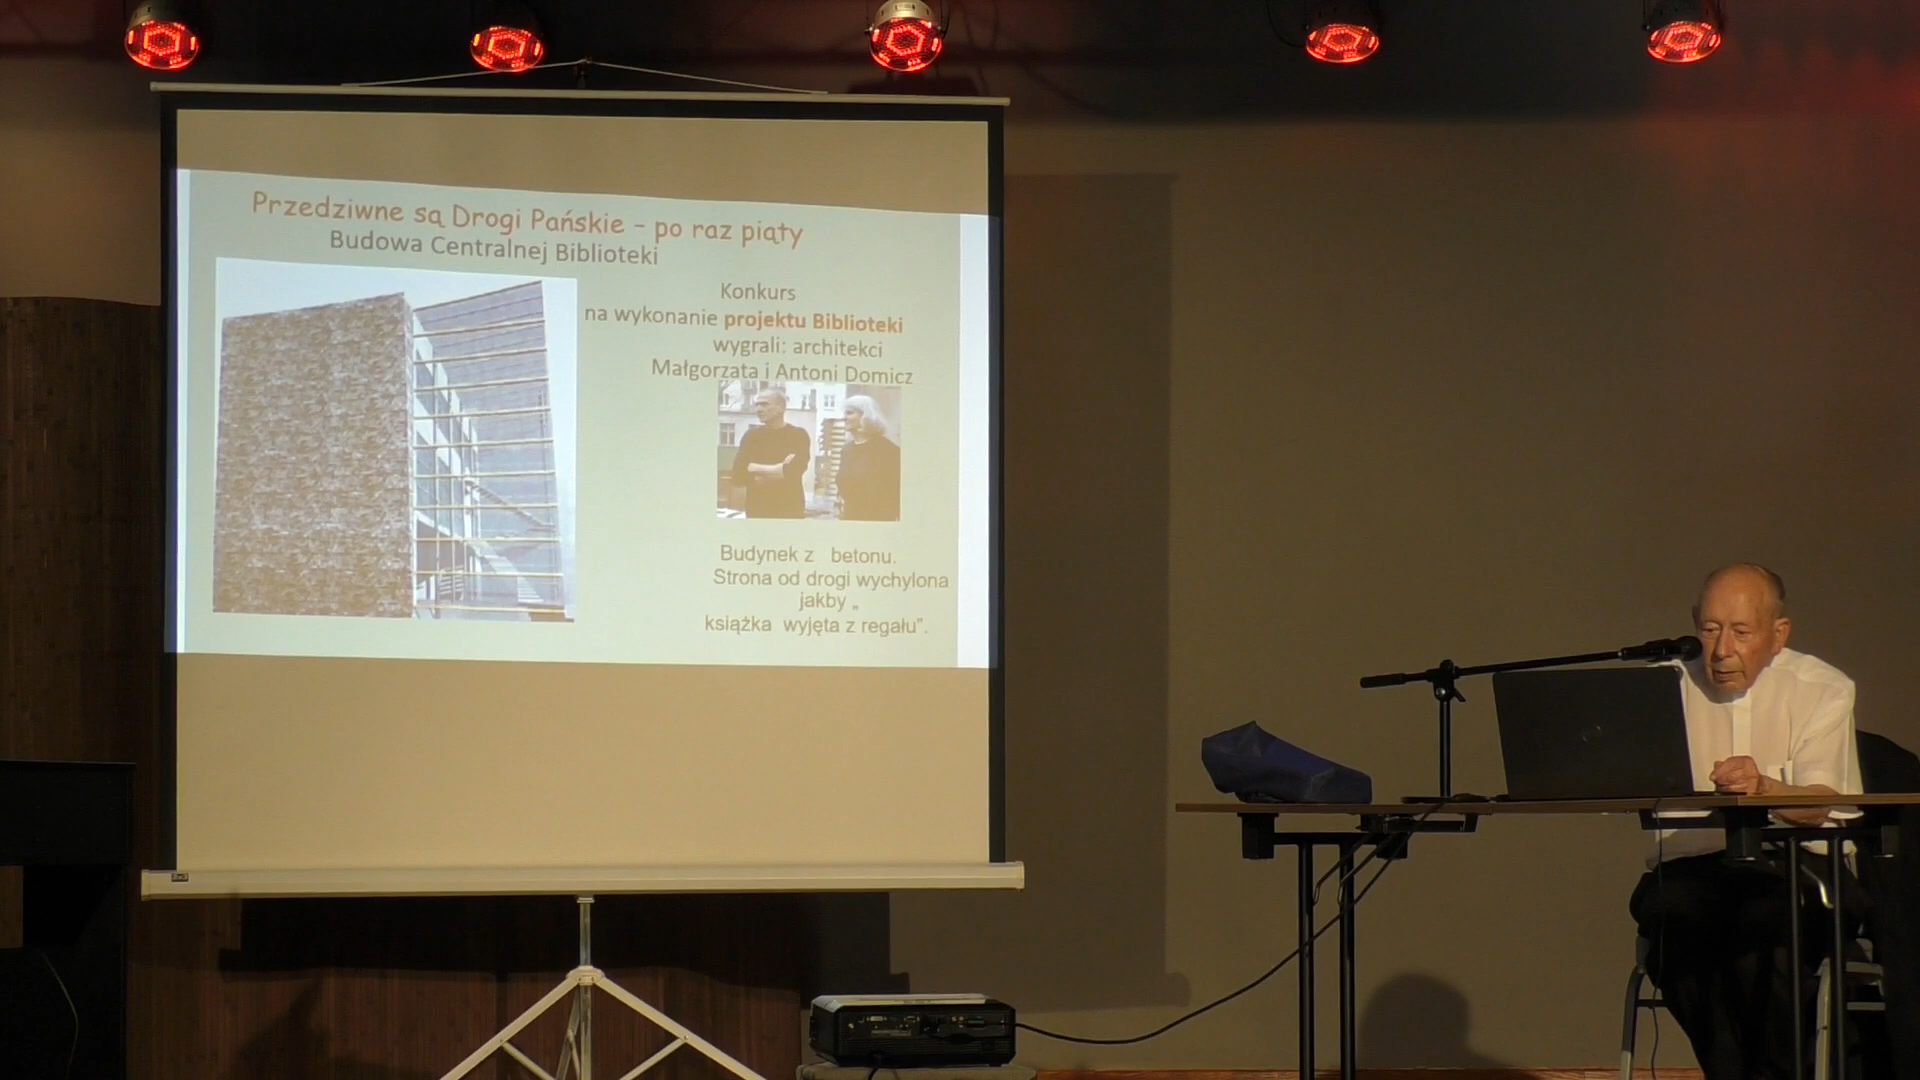 Przedziwne są Drogi Pańskie - po raz piąty
Budowa Centralnej Biblioteki
Konkurs
na wykonanie projektu Biblioteki
wygrali: architekci
Małgorzata i Antoni Domicz
Budynek z betonu.
Strona od drogi wychylona
jakby „
książka wyjęta z regału”.